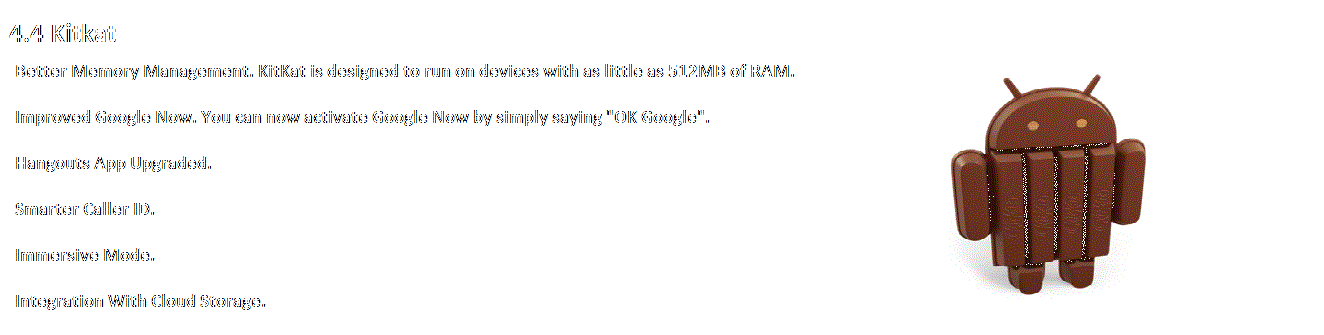 4.4 Kitkat
Better Memory Management. KitKat is designed to run on devices with as little as 512MB of RAM.
Improved Google Now. You can now activate Google Now by simply saying "OK Google".
Hangouts App Upgraded.
Smarter Caller ID.
Immersive Mode.
Integration With Cloud Storage.